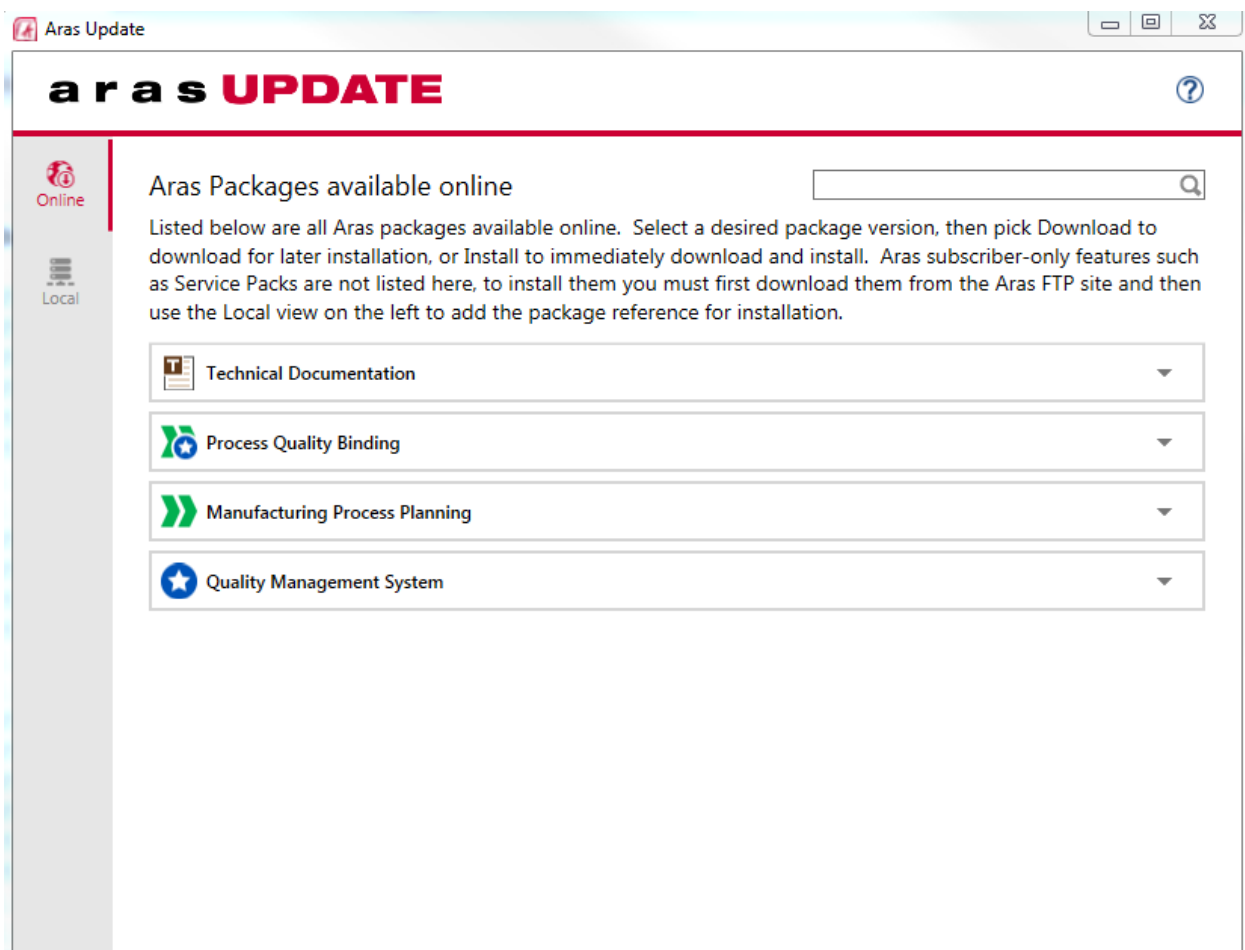 Aras Update
aras UPDATE
Online
Local
Aras Packages available online
Listed below are all Aras packages available online.  Select a desired package version, then pick Download to
download for later installation, or Install to immediately download and install.  Aras subscriber-only features such
as Service Packs are not listed here, to install them you must first download them from the Aras FTP site and then
use the Local view on the left to add the package reference for installation.
Technical Documentation
Process Quality Binding
Manufacturing Process Planning
Quality Management System